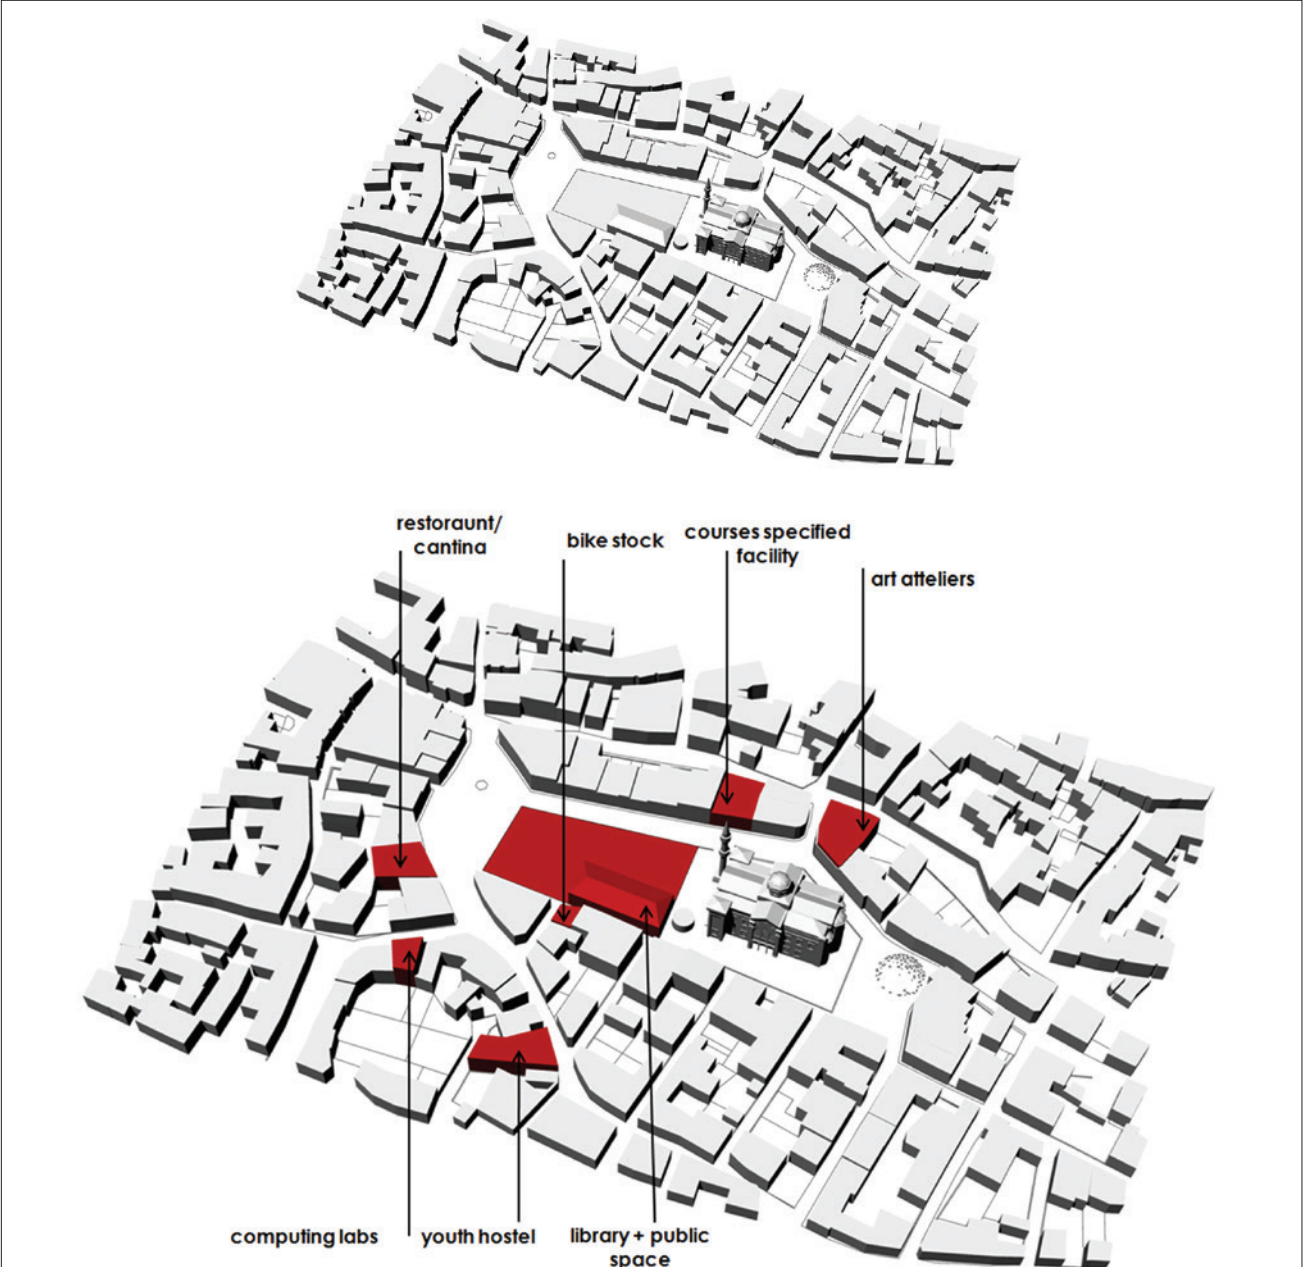 restoraunt/
cantina
bike stock
courses specified
facility
art atteliers
computing labs
youth hostel
library + public
space